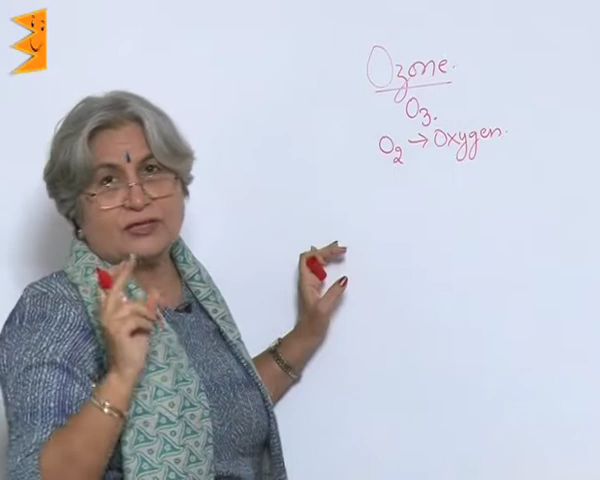 Ozone.
O3.
O2 → Oxygen.